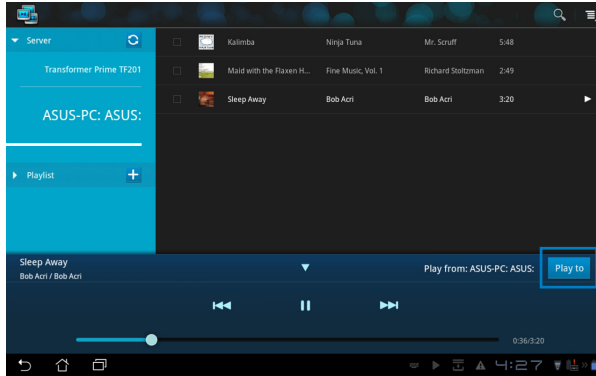 Server
Transformer Prime TF201
ASUS-PC: ASUS:
Playlist
Kalimba Ninja Tuna Mr. Scruff 5:48
Maid with the Flaxen H... Fine Music, Vol. 1 Richard Stoltzman 2:49
Sleep Away Bob Acri Bob Acri 3:20
Sleep Away
Bob Acri / Bob Acri
Play from: ASUS-PC: ASUS: Play to
0:36/3:20
4:27